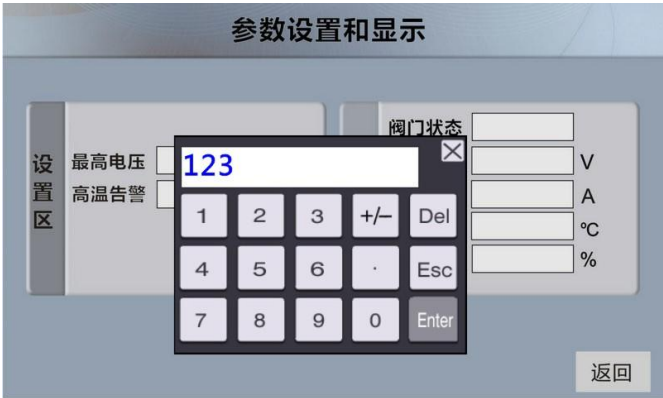 参数设置和显示
设置区
最高电压
高温告警
阀门状态
V
A
℃
%
123
1 2 3 +/− Del
4 5 6 · Esc
7 8 9 0 Enter
返回